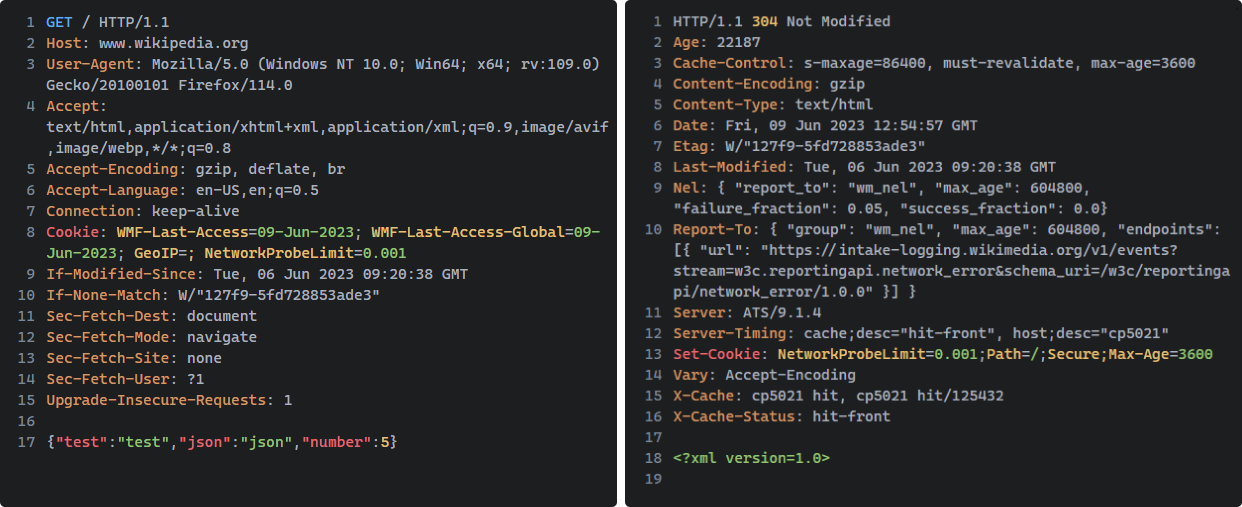 1 GET / HTTP/1.1
2 Host: www.wikipedia.org
3 User-Agent: Mozilla/5.0 (Windows NT 10.0; Win64; x64; rv:109.0)
Gecko/20100101 Firefox/114.0
4 Accept:
text/html,application/xhtml+xml,application/xml;q=0.9,image/avif
,image/webp,*/*;q=0.8
5 Accept-Encoding: gzip, deflate, br
6 Accept-Language: en-US,en;q=0.5
7 Connection: keep-alive
8 Cookie: WMF-Last-Access=09-Jun-2023; WMF-Last-Access-Global=09-
Jun-2023; GeoIP=; NetworkProbeLimit=0.001
9 If-Modified-Since: Tue, 06 Jun 2023 09:20:38 GMT
10 If-None-Match: W/"127f9-5fd728853ade3"
11 Sec-Fetch-Dest: document
12 Sec-Fetch-Mode: navigate
13 Sec-Fetch-Site: none
14 Sec-Fetch-User: ?1
15 Upgrade-Insecure-Requests: 1
16
17 {"test":"test","json":"json","number":5}
1 HTTP/1.1 304 Not Modified
2 Age: 22187
3 Cache-Control: s-maxage=86400, must-revalidate, max-age=3600
4 Content-Encoding: gzip
5 Content-Type: text/html
6 Date: Fri, 09 Jun 2023 12:54:57 GMT
7 Etag: W/"127f9-5fd728853ade3"
8 Last-Modified: Tue, 06 Jun 2023 09:20:38 GMT
9 Nel: { "report_to": "wm_nel", "max_age": 604800,
"failure_fraction": 0.05, "success_fraction": 0.0}
10 Report-To: { "group": "wm_nel", "max_age": 604800, "endpoints":
[{ "url": "https://intake-logging.wikimedia.org/v1/events?
stream=w3c.reportingapi.network_error&schema_uri=/w3c/reportinga
pi/network_error/1.0.0" }] }
11 Server: ATS/9.1.4
12 Server-Timing: cache;desc="hit-front", host;desc="cp5021"
13 Set-Cookie: NetworkProbeLimit=0.001;Path=/;Secure;Max-Age=3600
14 Vary: Accept-Encoding
15 X-Cache: cp5021 hit, cp5021 hit/125432
16 X-Cache-Status: hit-front
17
18 <?xml version=1.0>
19